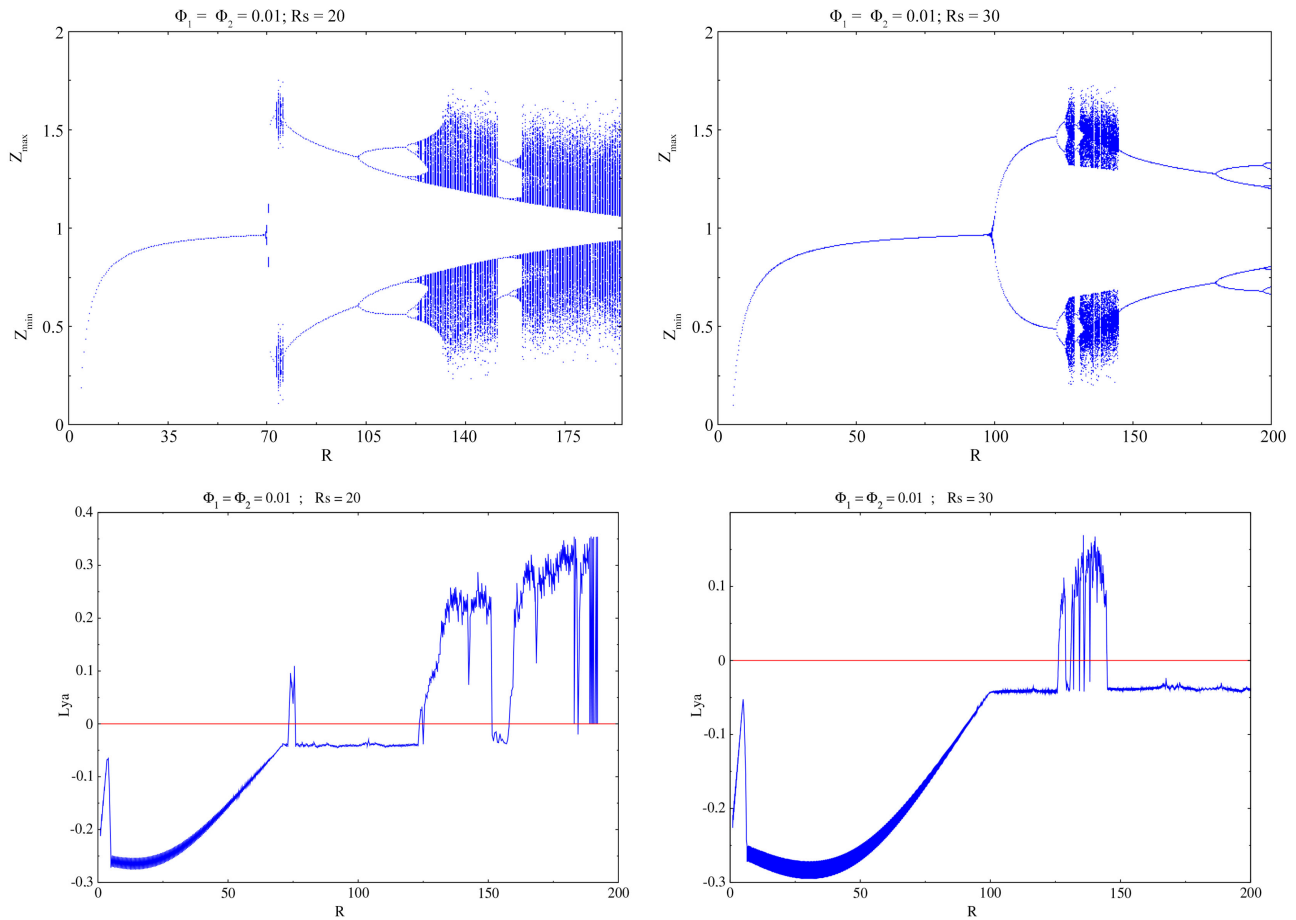 Φ₁ = Φ₂ = 0.01; Rs = 20
2
1.5
1
0.5
0
Z_max
Z_min
0 35 70 105 140 175
R
Φ₁ = Φ₂ = 0.01; Rs = 30
2
1.5
1
0.5
0
Z_max
Z_min
0 50 100 150 200
R
Φ₁ = Φ₂ = 0.01 ; Rs = 20
0.4
0.3
0.2
0.1
0
-0.1
-0.2
-0.3
Lya
0 50 100 150 200
R
Φ₁ = Φ₂ = 0.01 ; Rs = 30
0.1
0
-0.1
-0.2
-0.3
Lya
0 50 100 150 200
R